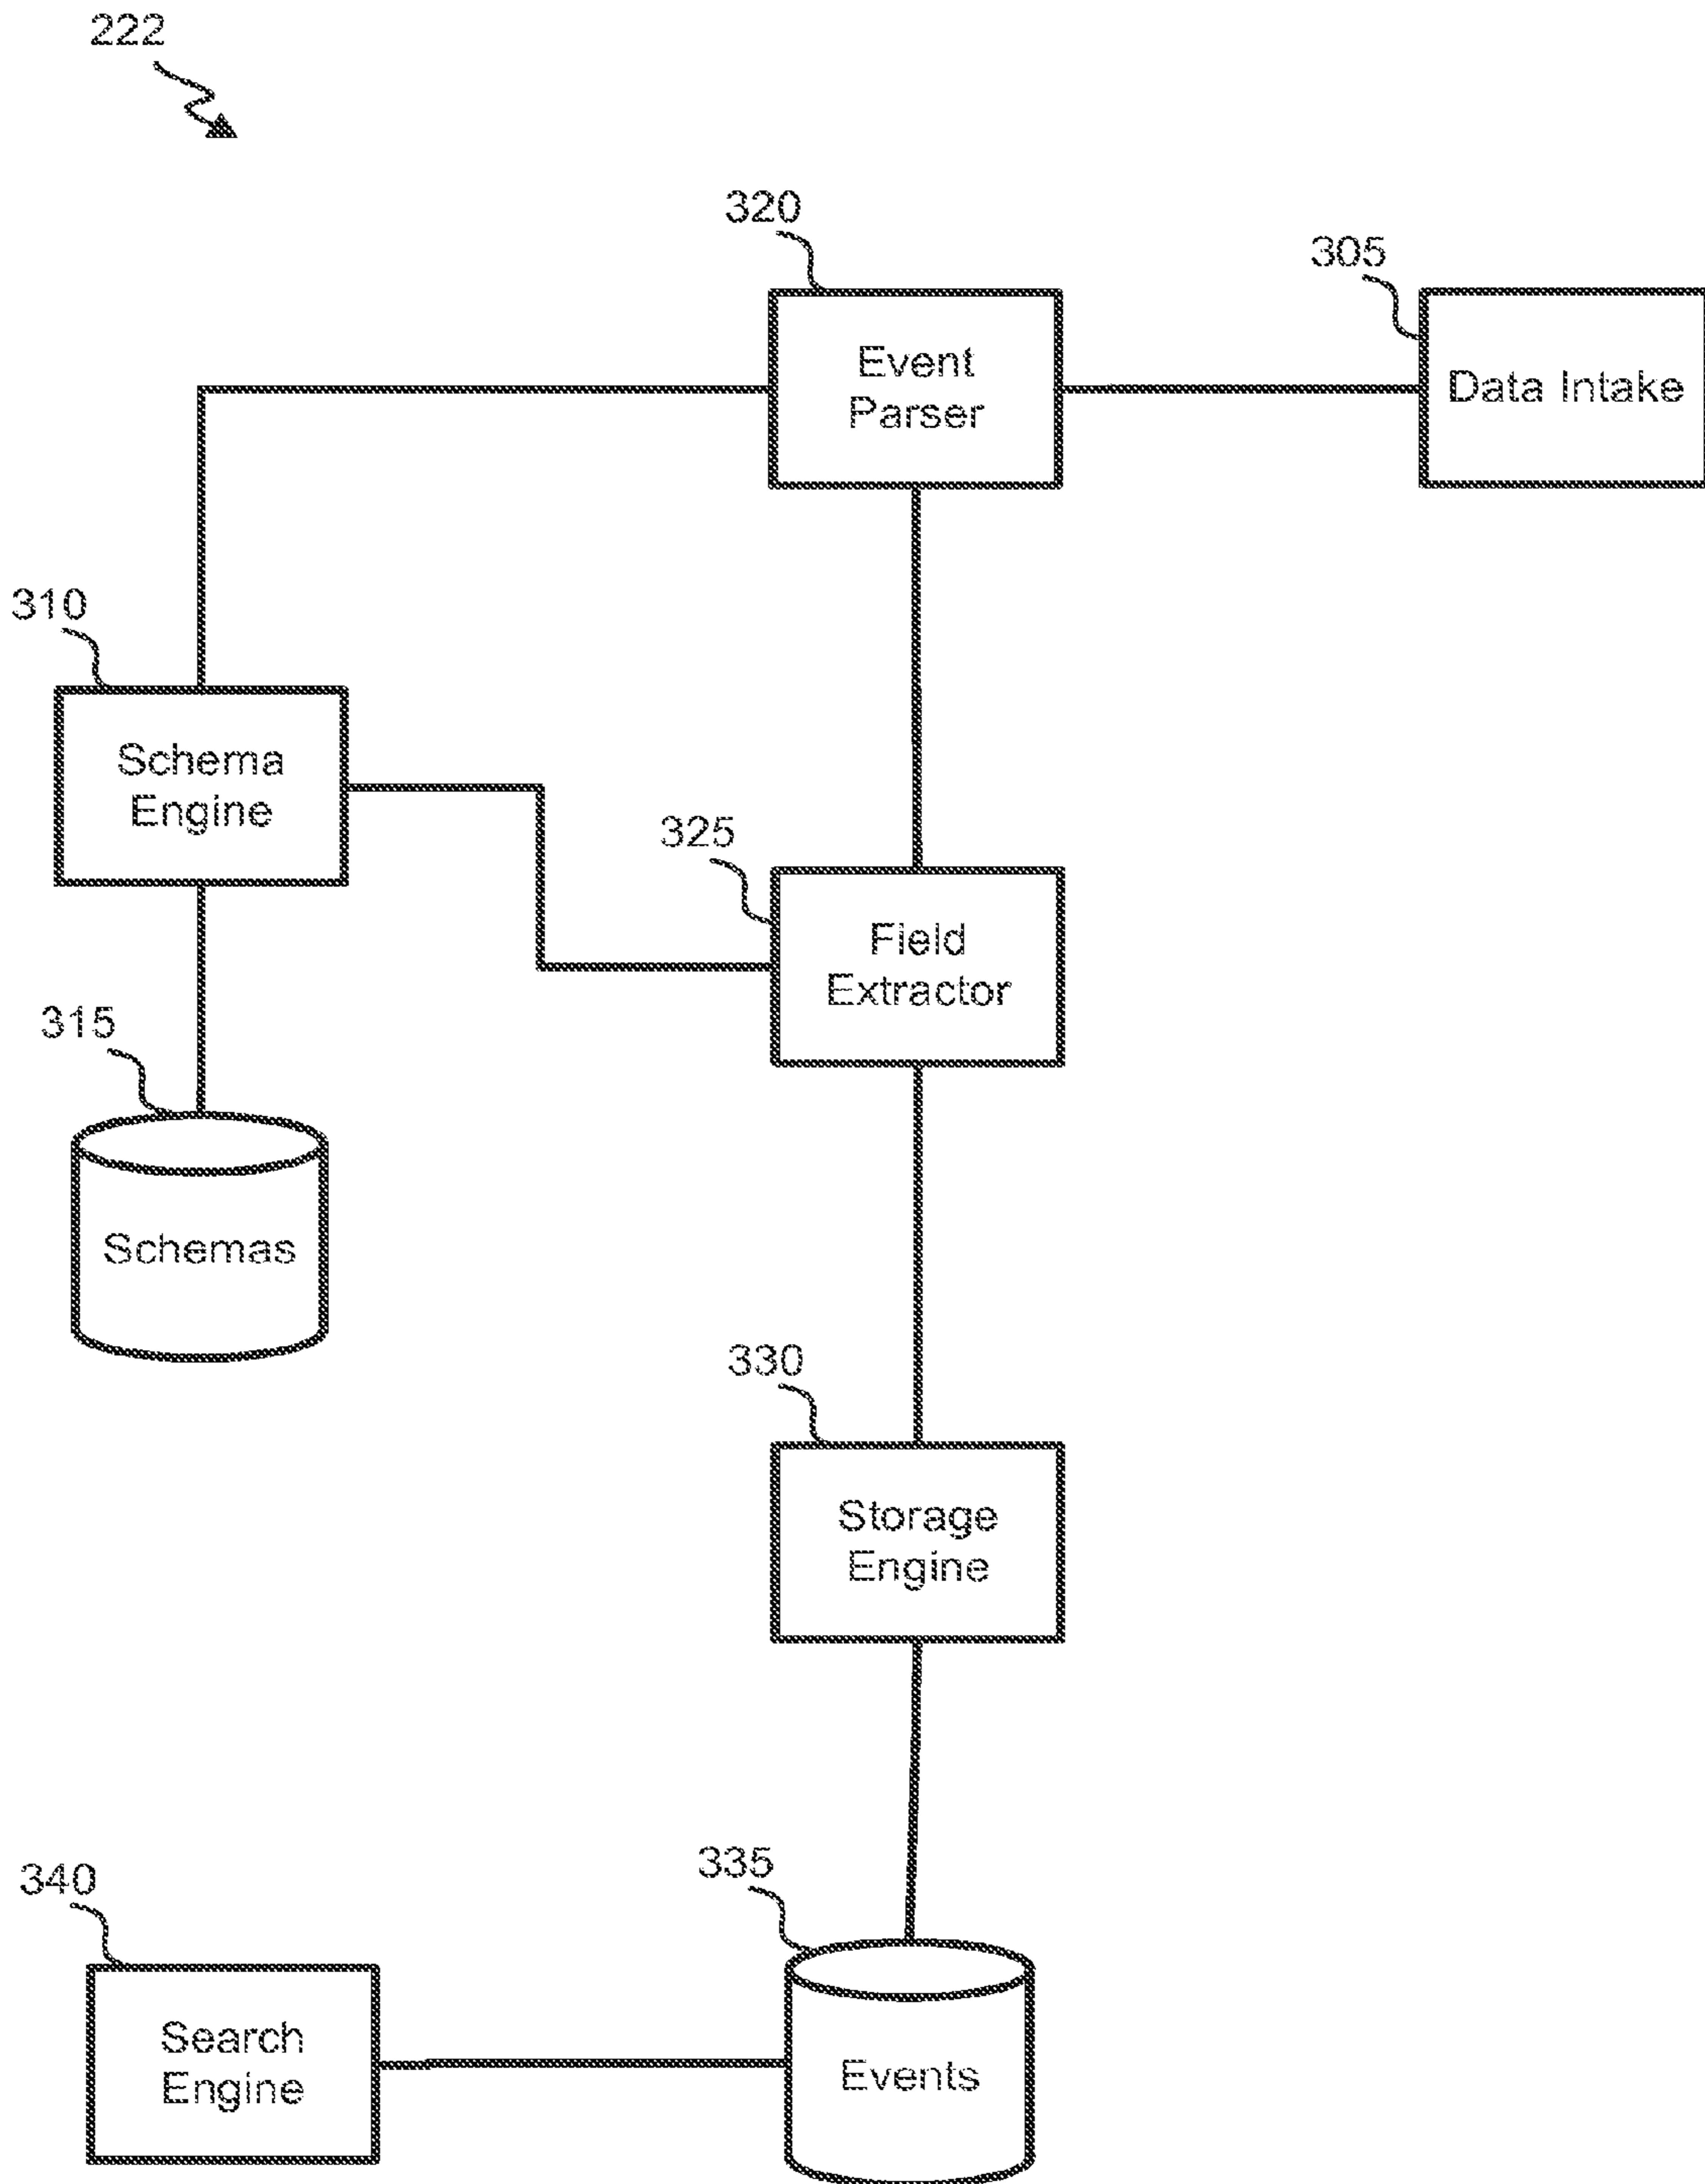 222
320
305
Event
Parser
Data Intake
310
Schema
Engine
325
Field
Extractor
315
Schemas
330
Storage
Engine
340
335
Search
Engine
Events